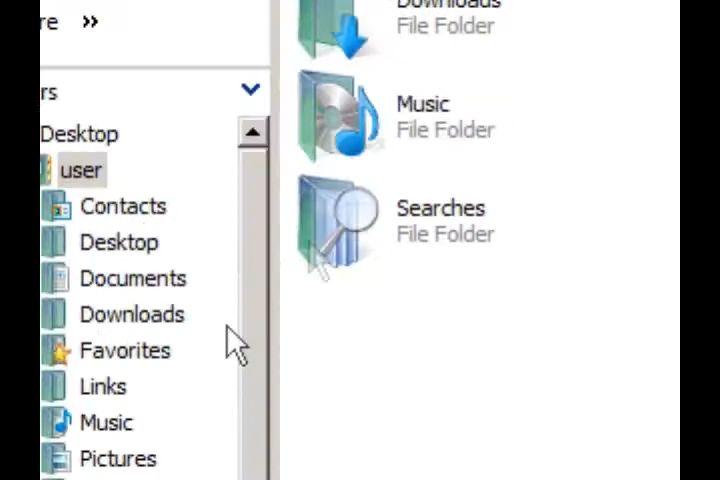 re »
rs
Desktop
user
Contacts
Desktop
Documents
Downloads
Favorites
Links
Music
Pictures
Downloads
File Folder
Music
File Folder
Searches
File Folder